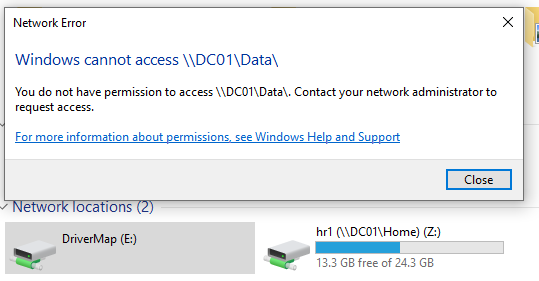 Network Error
Windows cannot access \\DC01\Data\
You do not have permission to access \\DC01\Data\. Contact your network administrator to
request access.
For more information about permissions, see Windows Help and Support
Close
Network locations (2)
DriverMap (E:)
hr1 (\\DC01\Home) (Z:)
13.3 GB free of 24.3 GB